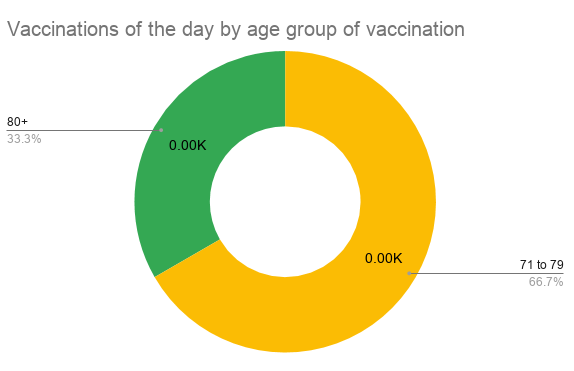 Vaccinations of the day by age group of vaccination
80+
33.3%
0.00K
0.00K
71 to 79
66.7%